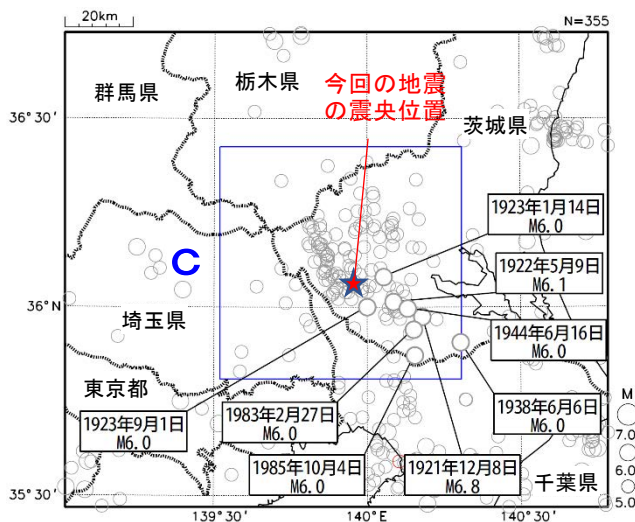 20km
N=355
群馬県
栃木県
今回の地震
の震央位置
茨城県
36°30′
1923年1月14日
M6.0
1922年5月9日
M6.1
C
36°N
埼玉県
1944年6月16日
M6.0
東京都
1923年9月1日
M6.0
1983年2月27日
M6.0
1938年6月6日
M6.0
1985年10月4日
M6.0
1921年12月8日
M6.8
千葉県
M
7.0
6.0
5.0
35°30′
139°30′
140°E
140°30′